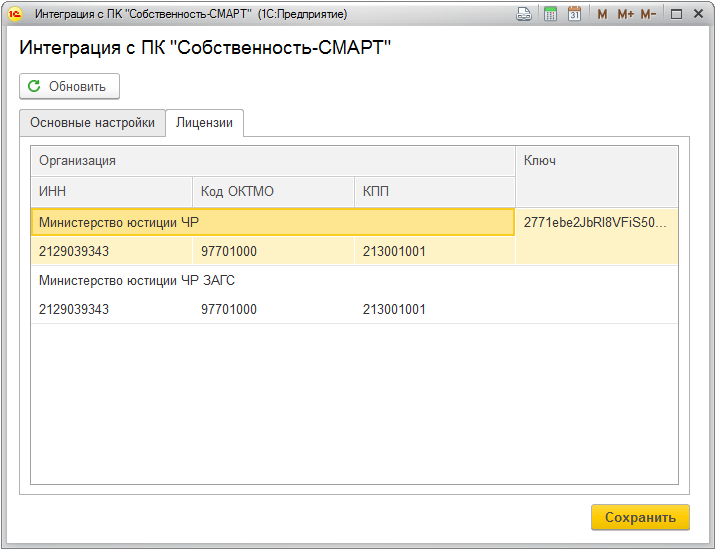 Интеграция с ПК "Собственность-СМАРТ" (1С:Предприятие)
31 M M+ M-
Интеграция с ПК "Собственность-СМАРТ"
Обновить
Основные настройки Лицензии
Организация Ключ
ИНН Код ОКТМО КПП
Министерство юстиции ЧР 2771ebe2JbRl8VFiS50...
2129039343 97701000 213001001
Министерство юстиции ЧР ЗАГС
2129039343 97701000 213001001
Сохранить